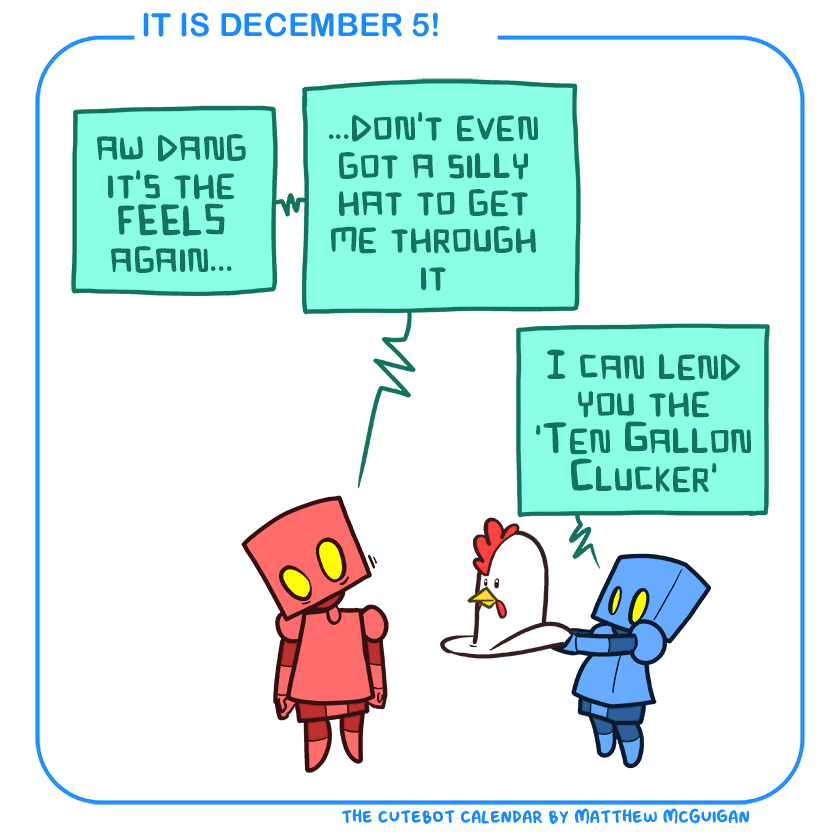 IT IS DECEMBER 5!
AW DANG
IT'S THE
FEELS
AGAIN...
...DON'T EVEN
GOT A SILLY
HAT TO GET
ME THROUGH
IT
I CAN LEND
YOU THE
'TEN GALLON
CLUCKER'
THE CUTEBOT CALENDAR BY MATTHEW MCGUIGAN